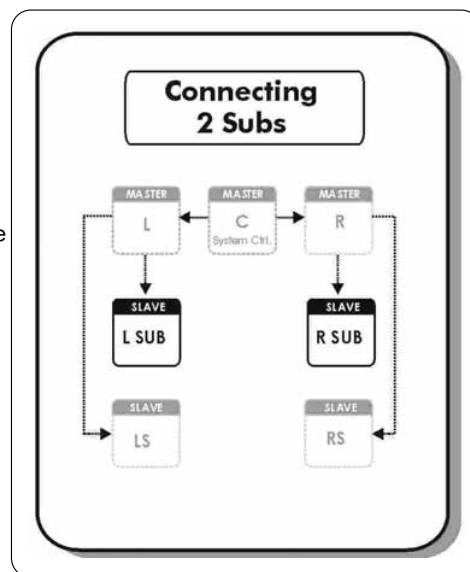 Connecting
2 Subs
MASTER MASTER MASTER
L C R
System Ctrl.
e
SLAVE SLAVE
L SUB R SUB
SLAVE SLAVE
LS RS